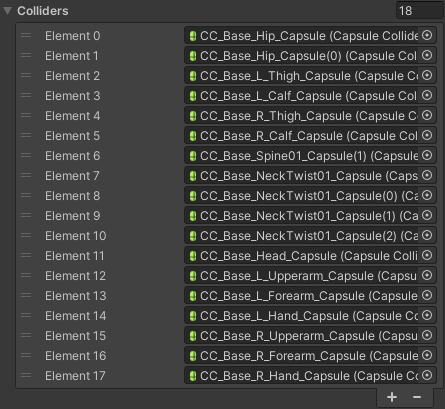 Colliders 18
Element 0 CC_Base_Hip_Capsule (Capsule Collide
Element 1 CC_Base_Hip_Capsule(0) (Capsule Col
Element 2 CC_Base_L_Thigh_Capsule (Capsule C
Element 3 CC_Base_L_Calf_Capsule (Capsule Col
Element 4 CC_Base_R_Thigh_Capsule (Capsule C
Element 5 CC_Base_R_Calf_Capsule (Capsule Col
Element 6 CC_Base_Spine01_Capsule(1) (Capsule
Element 7 CC_Base_NeckTwist01_Capsule (Caps
Element 8 CC_Base_NeckTwist01_Capsule(0) (Ca
Element 9 CC_Base_NeckTwist01_Capsule(1) (Ca
Element 10 CC_Base_NeckTwist01_Capsule(2) (Ca
Element 11 CC_Base_Head_Capsule (Capsule Colli
Element 12 CC_Base_L_Upperarm_Capsule (Capsu
Element 13 CC_Base_L_Forearm_Capsule (Capsul
Element 14 CC_Base_L_Hand_Capsule (Capsule Co
Element 15 CC_Base_R_Upperarm_Capsule (Capsu
Element 16 CC_Base_R_Forearm_Capsule (Capsul
Element 17 CC_Base_R_Hand_Capsule (Capsule Co